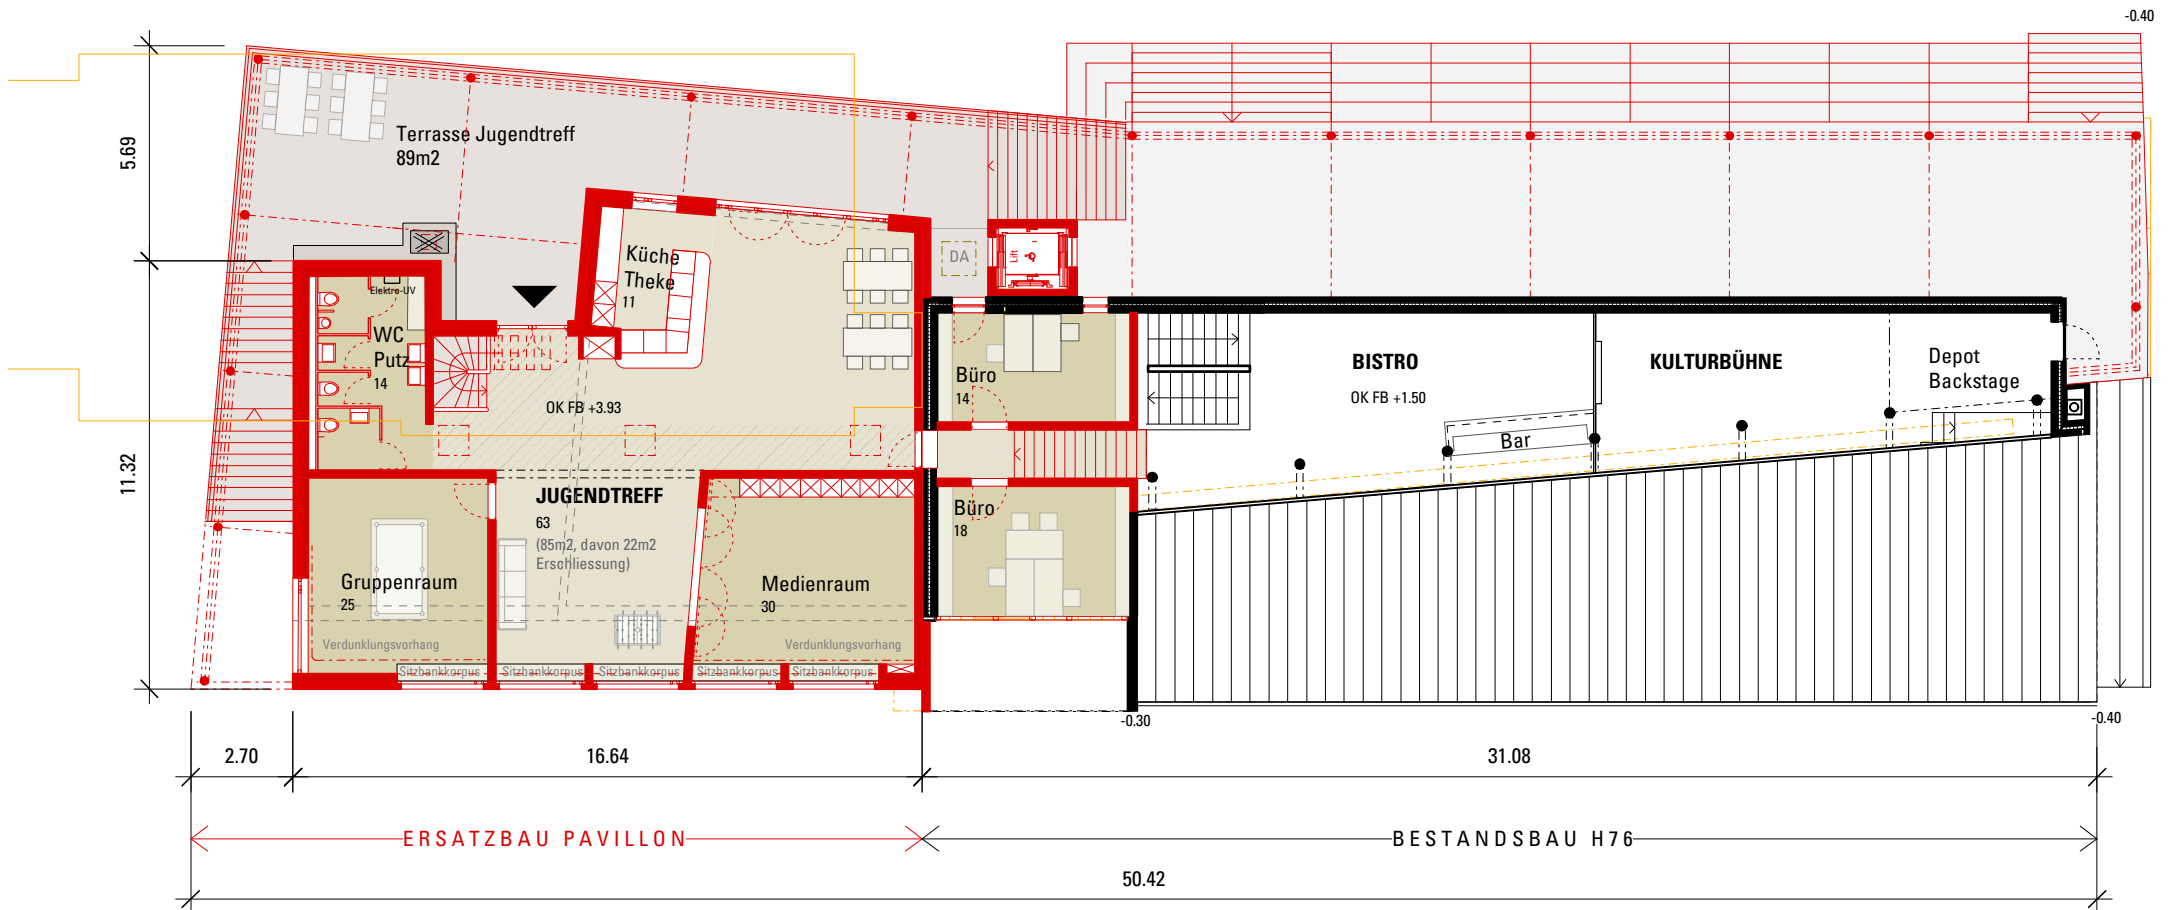 -0.40
5.69
Terrasse Jugendtreff
89m2
Küche
Theke
11
DA
Lift
Elektro-UV
WC
Putz
14
OK FB +3.93
Büro
14
BISTRO
OK FB +1.50
KULTURBÜHNE
Depot
Backstage
Bar
11.32
JUGENDTREFF
63
(85m2, davon 22m2
Erschliessung)
Büro
18
Gruppenraum
25
Medienraum
30
Verdunklungsvorhang
Verdunklungsvorhang
Sitzbankkorpus
Sitzbankkorpus
Sitzbankkorpus
Sitzbankkorpus
Sitzbankkorpus
-0.30
-0.40
2.70
16.64
31.08
ERSATZBAU PAVILLON
BESTANDSBAU H76
50.42